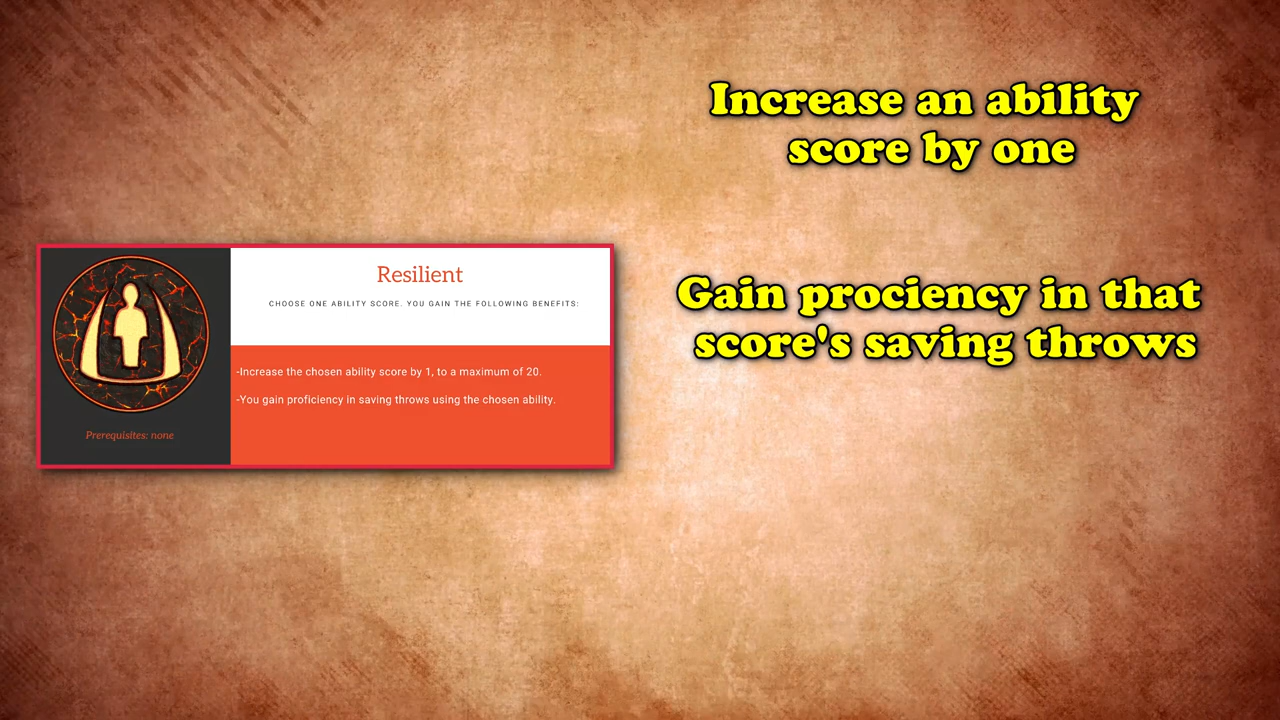 Resilient
CHOOSE ONE ABILITY SCORE. YOU GAIN THE FOLLOWING BENEFITS:
-Increase the chosen ability score by 1, to a maximum of 20.
-You gain proficiency in saving throws using the chosen ability.
Prerequisites: none
Increase an ability
score by one
Gain prociency in that
score's saving throws